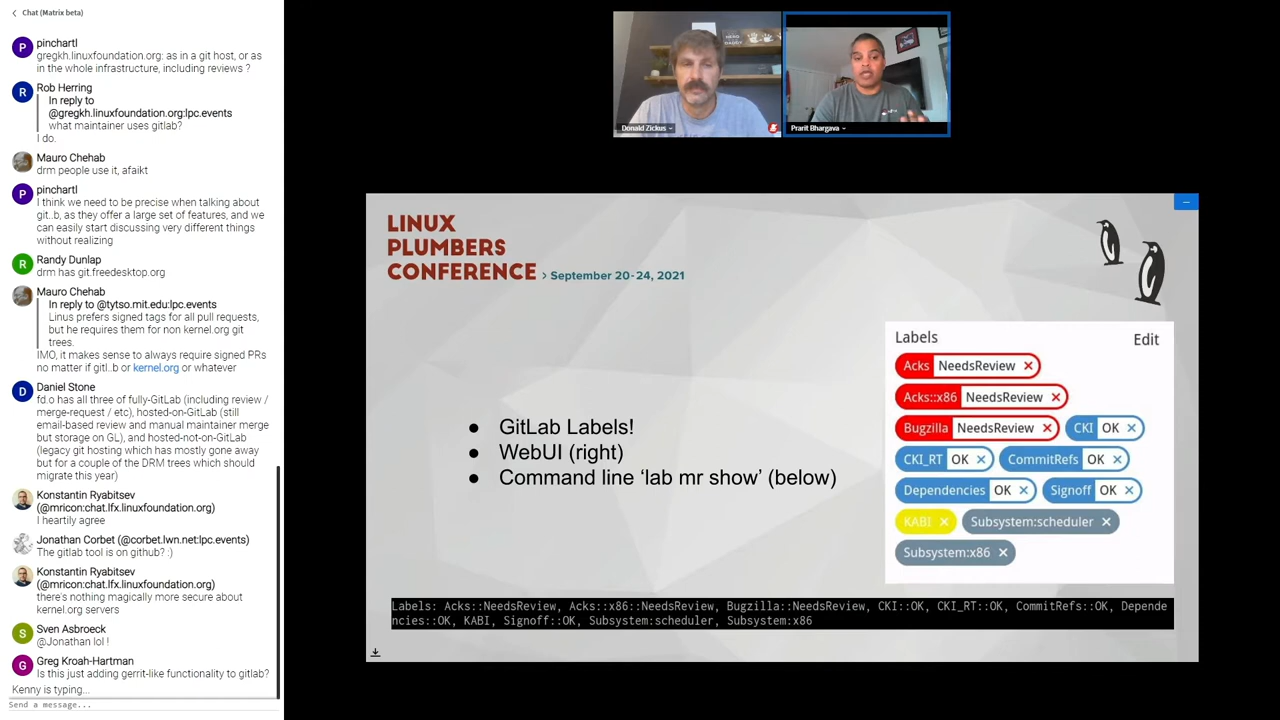 Chat (Matrix beta)
P
pinchartl
gregkh.linuxfoundation.org: as in a git host, or as
in the whole infrastructure, including reviews ?
R
Rob Herring
In reply to
@gregkh.linuxfoundation.org:lpc.events
what maintainer uses gitlab?
I do.
Mauro Chehab
drm people use it, afaikt
P
pinchartl
I think we need to be precise when talking about
git..b, as they offer a large set of features, and we
can easily start discussing very different things
without realizing
R
Randy Dunlap
drm has git.freedesktop.org
Mauro Chehab
In reply to @tytso.mit.edu:lpc.events
Linus prefers signed tags for all pull requests,
but he requires them for non kernel.org git
trees.
IMO, it makes sense to always require signed PRs
no matter if gitl..b or kernel.org or whatever
D
Daniel Stone
fd.o has all three of fully-GitLab (including review /
merge-request / etc), hosted-on-GitLab (still
email-based review and manual maintainer merge
but storage on GL), and hosted-not-on-GitLab
(legacy git hosting which has mostly gone away
but for a couple of the DRM trees which should
migrate this year)
Konstantin Ryabitsev
(@mricon:chat.lfx.linuxfoundation.org)
I heartily agree
Jonathan Corbet (@corbet.lwn.net:lpc.events)
The gitlab tool is on github? :)
Konstantin Ryabitsev
(@mricon:chat.lfx.linuxfoundation.org)
there's nothing magically more secure about
kernel.org servers
S
Sven Asbroeck
@Jonathan lol !
G
Greg Kroah-Hartman
Is this just adding gerrit-like functionality to gitlab?
Kenny is typing...
Send a message...
Donald Zickus
Prarit Bhargava
LINUX
PLUMBERS
CONFERENCE > September 20-24, 2021
● GitLab Labels!
● WebUI (right)
● Command line ‘lab mr show’ (below)
Labels Edit
Acks NeedsReview ×
Acks::x86 NeedsReview ×
Bugzilla NeedsReview × CKI OK ×
CKI_RT OK × CommitRefs OK ×
Dependencies OK × Signoff OK ×
KABI × Subsystem:scheduler ×
Subsystem:x86 ×
Labels: Acks::NeedsReview, Acks::x86::NeedsReview, Bugzilla::NeedsReview, CKI::OK, CKI_RT::OK, CommitRefs::OK, Depende
ncies::OK, KABI, Signoff::OK, Subsystem:scheduler, Subsystem:x86